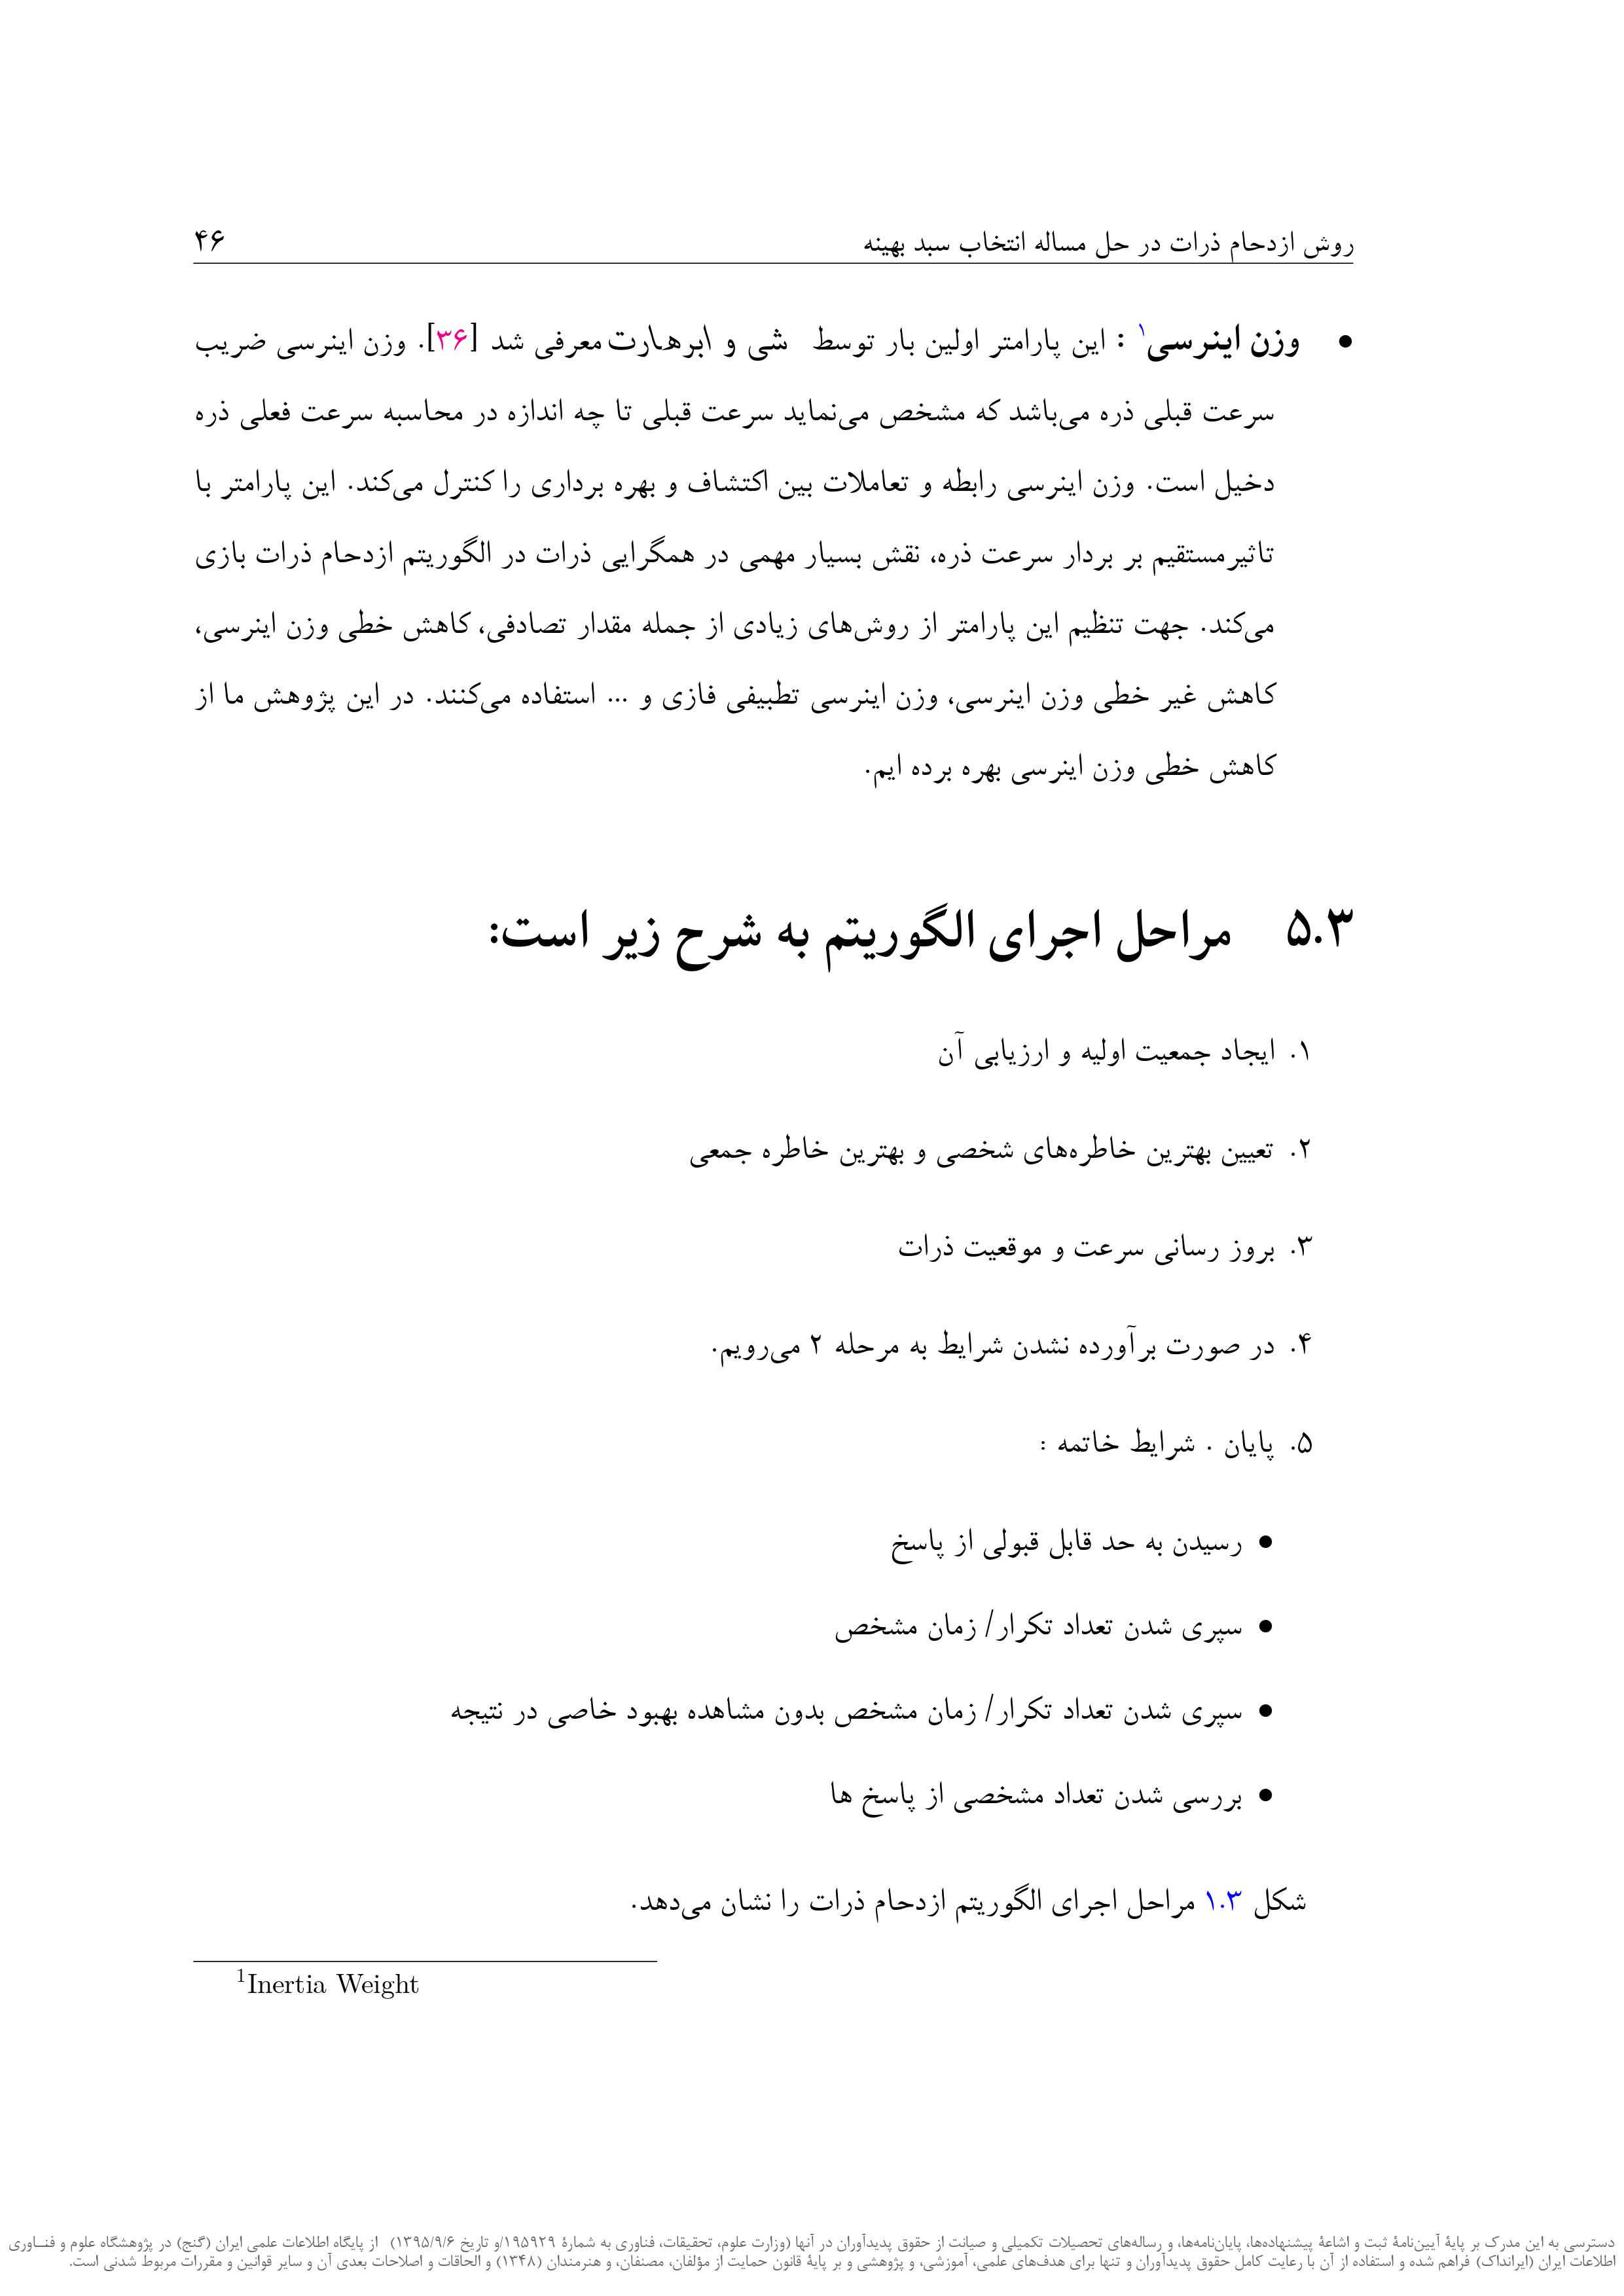 روش ازدحام ذرات در حل مساله انتخاب سبد بهینه ۴۶
• وزن اینرسی۱ : این پارامتر اولین بار توسط شی و ابرهارت معرفی شد [۳۶]. وزن اینرسی ضریب
سرعت قبلی ذره می‌باشد که مشخص می‌نماید سرعت قبلی تا چه اندازه در محاسبه سرعت فعلی ذره
دخیل است. وزن اینرسی رابطه و تعاملات بین اکتشاف و بهره برداری را کنترل می‌کند. این پارامتر با
تاثیرمستقیم بر بردار سرعت ذره، نقش بسیار مهمی در همگرایی ذرات در الگوریتم ازدحام ذرات بازی
می‌کند. جهت تنظیم این پارامتر از روش‌های زیادی از جمله مقدار تصادفی، کاهش خطی وزن اینرسی،
کاهش غیر خطی وزن اینرسی، وزن اینرسی تطبیفی فازی و ... استفاده می‌کنند. در این پژوهش ما از
کاهش خطی وزن اینرسی بهره برده ایم.
۵.۳ مراحل اجرای الگوریتم به شرح زیر است:
۱. ایجاد جمعیت اولیه و ارزیابی آن
۲. تعیین بهترین خاطره‌های شخصی و بهترین خاطره جمعی
۳. بروز رسانی سرعت و موقعیت ذرات
۴. در صورت برآورده نشدن شرایط به مرحله ۲ می‌رویم.
۵. پایان . شرایط خاتمه :
• رسیدن به حد قابل قبولی از پاسخ
• سپری شدن تعداد تکرار/ زمان مشخص
• سپری شدن تعداد تکرار/ زمان مشخص بدون مشاهده بهبود خاصی در نتیجه
• بررسی شدن تعداد مشخصی از پاسخ ها
شکل ۱.۳ مراحل اجرای الگوریتم ازدحام ذرات را نشان می‌دهد.
1Inertia Weight
دسترسی به این مدرک بر پایهٔ آیین‌نامهٔ ثبت و اشاعهٔ پیشنهاده‌ها، پایان‌نامه‌ها، و رساله‌های تحصیلات تکمیلی و صیانت از حقوق پدیدآوران در آنها (وزارت علوم، تحقیقات، فناوری به شمارهٔ ۱۹۵۹۲۹/و تاریخ ۱۳۹۵/۹/۶) از پایگاه اطلاعات علمی ایران (گنج) در پژوهشگاه علوم و فنــاوری
اطلاعات ایران (ایرانداک) فراهم شده و استفاده از آن با رعایت کامل حقوق پدیدآوران و تنها برای هدف‌های علمی، آموزشی، و پژوهشی و بر پایهٔ قانون حمایت از مؤلفان، مصنفان، و هنرمندان (۱۳۴۸) و الحاقات و اصلاحات بعدی آن و سایر قوانین و مقررات مربوط شدنی است.